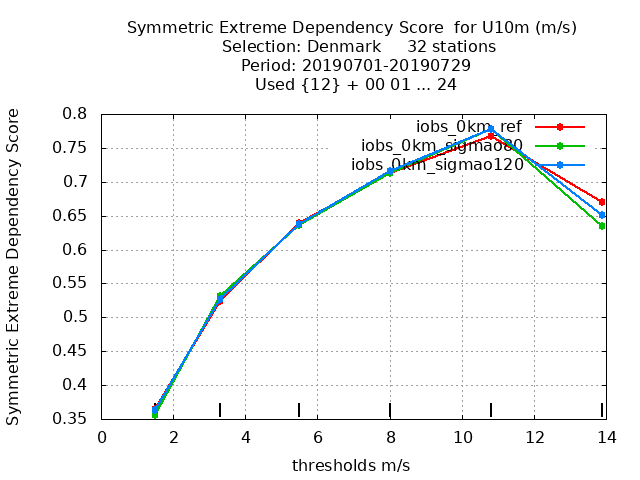 Symmetric Extreme Dependency Score for U10m (m/s)
Selection: Denmark 32 stations
Period: 20190701-20190729
Used {12} + 00 01 ... 24
Symmetric Extreme Dependency Score
0.8
0.75
0.7
0.65
0.6
0.55
0.5
0.45
0.4
0.35
iobs_0km_ref
iobs_0km_sigmao80
iobs_0km_sigmao120
0 2 4 6 8 10 12 14
thresholds m/s